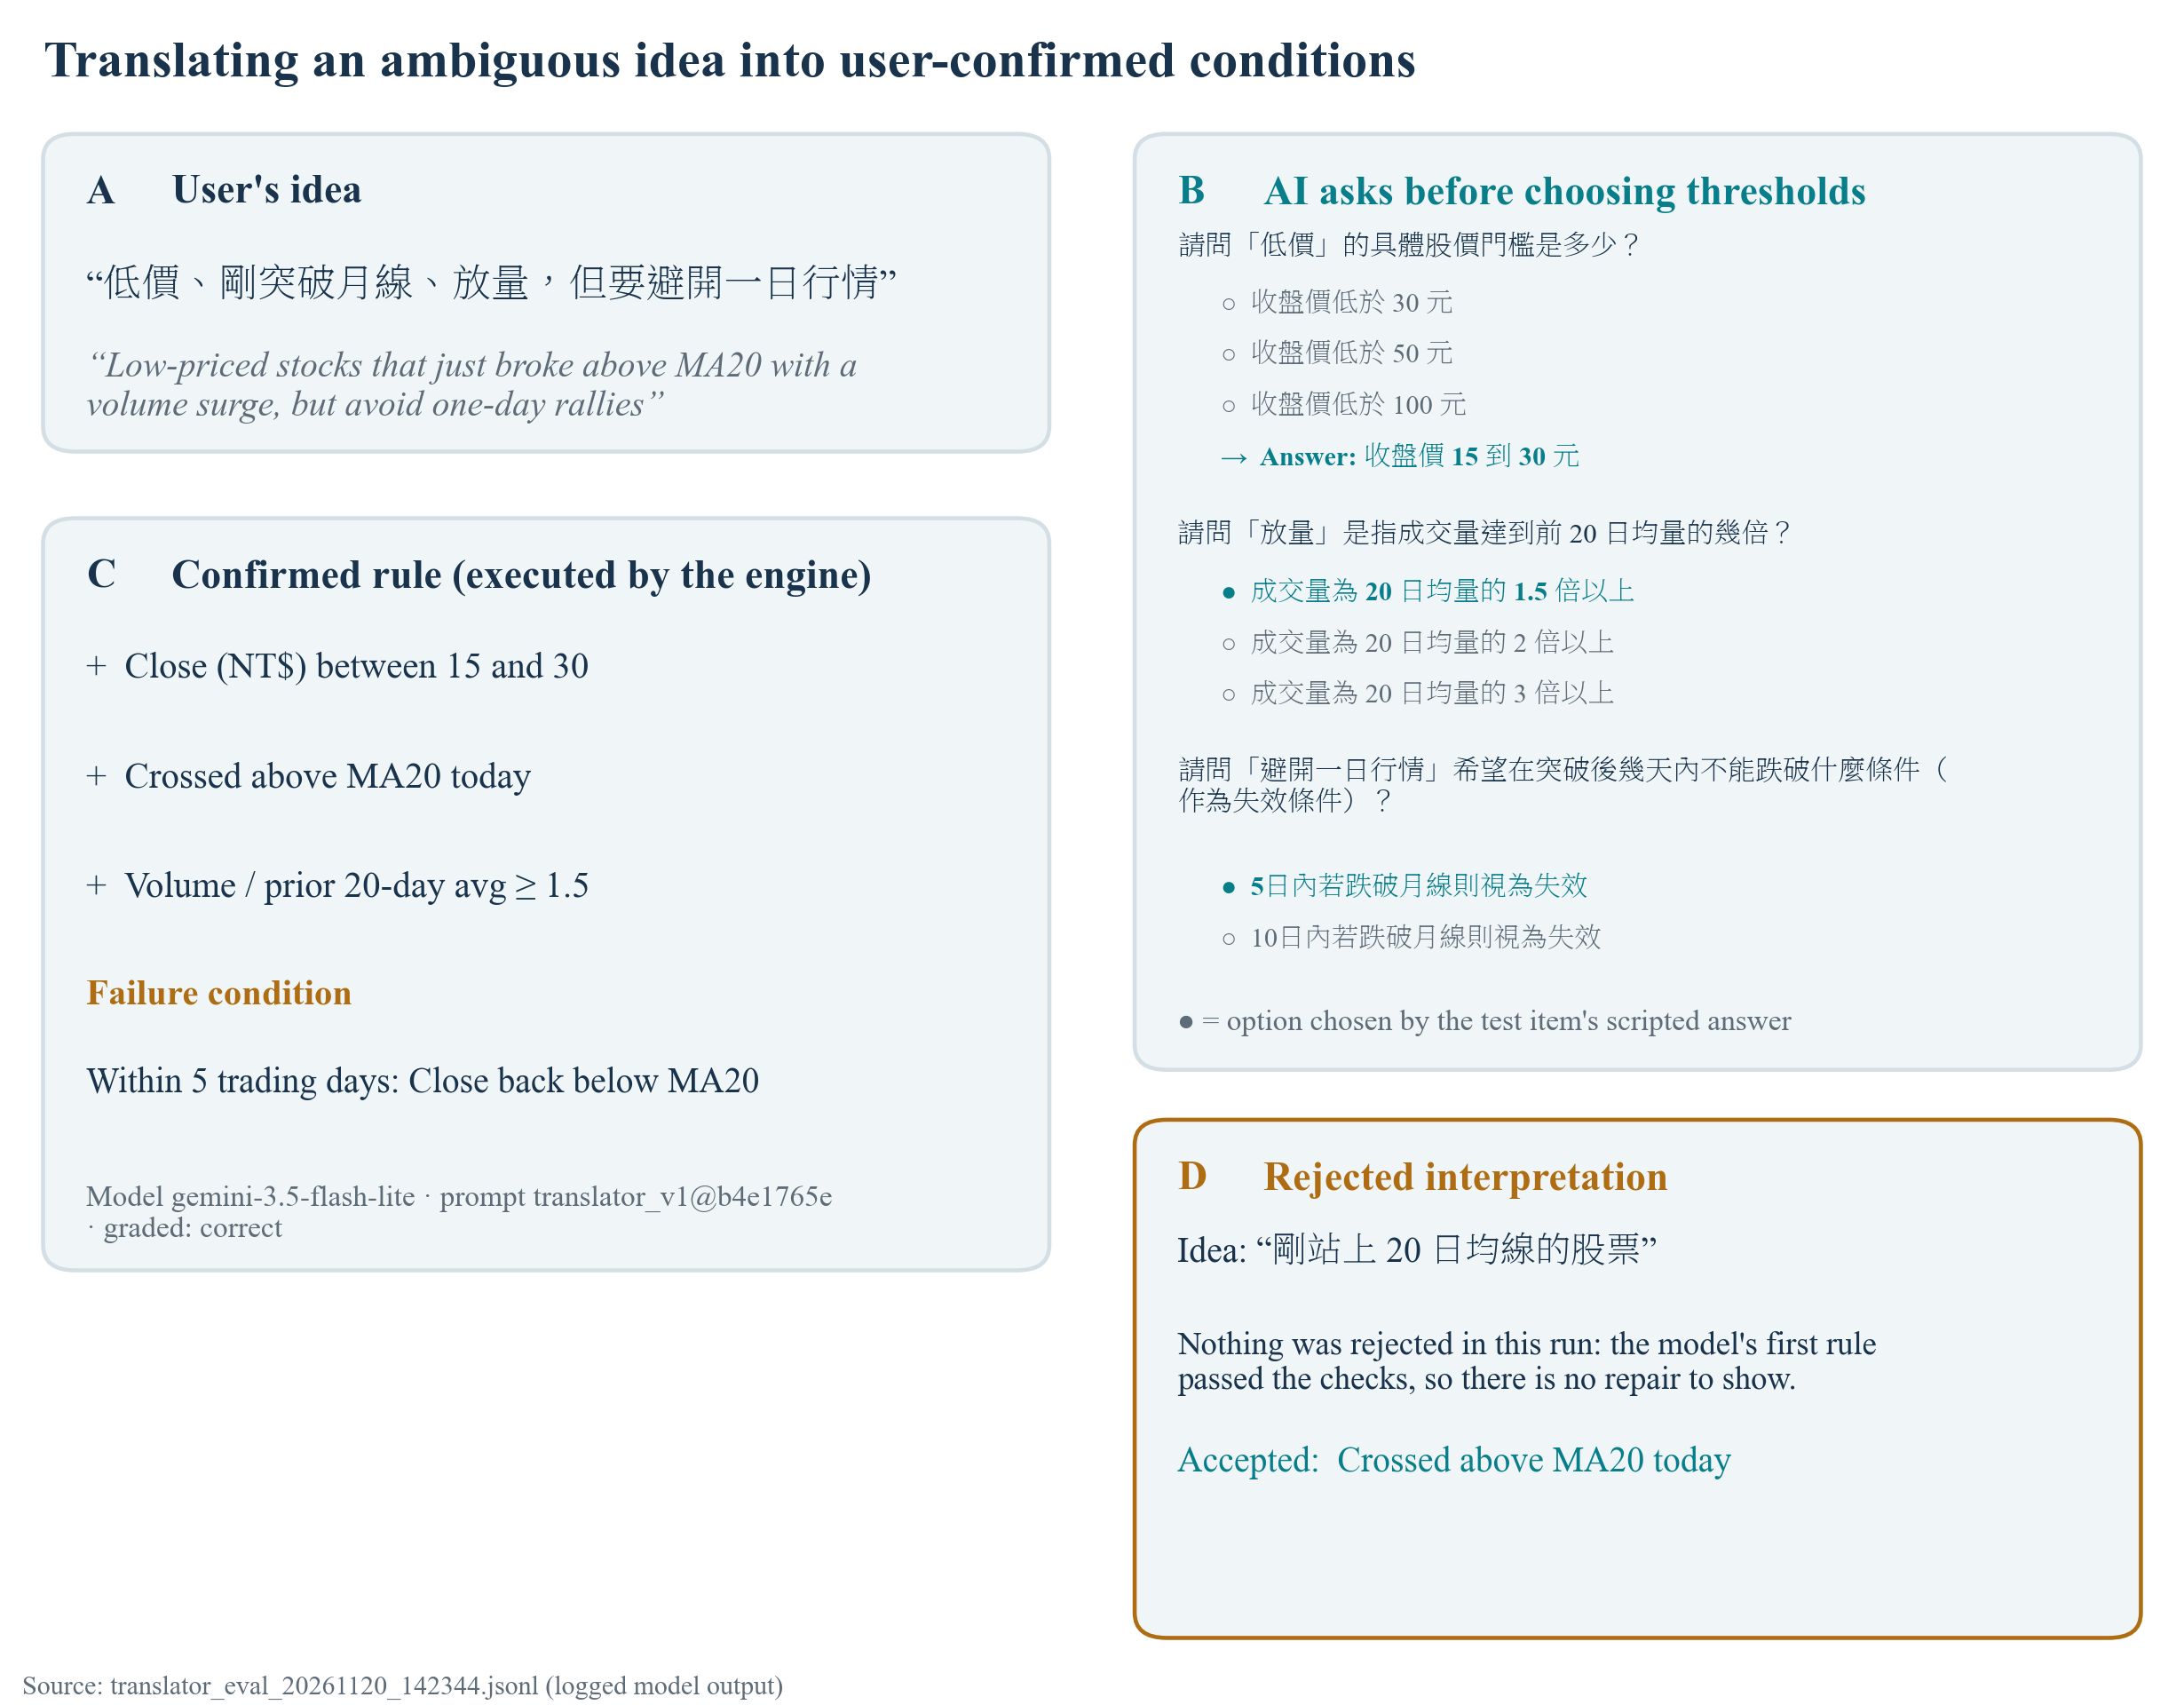 Translating an ambiguous idea into user-confirmed conditions
A User's idea
“低價、剛突破月線、放量，但要避開一日行情”
“Low-priced stocks that just broke above MA20 with a
volume surge, but avoid one-day rallies”
B AI asks before choosing thresholds
請問「低價」的具體股價門檻是多少？
○ 收盤價低於 30 元
○ 收盤價低於 50 元
○ 收盤價低於 100 元
→ Answer: 收盤價 15 到 30 元
請問「放量」是指成交量達到前 20 日均量的幾倍？
● 成交量為 20 日均量的 1.5 倍以上
○ 成交量為 20 日均量的 2 倍以上
○ 成交量為 20 日均量的 3 倍以上
請問「避開一日行情」希望在突破後幾天內不能跌破什麼條件（
作為失效條件）？
● 5日內若跌破月線則視為失效
○ 10日內若跌破月線則視為失效
● = option chosen by the test item's scripted answer
C Confirmed rule (executed by the engine)
+ Close (NT$) between 15 and 30
+ Crossed above MA20 today
+ Volume / prior 20-day avg ≥ 1.5
Failure condition
Within 5 trading days: Close back below MA20
Model gemini-3.5-flash-lite · prompt translator_v1@b4e1765e
· graded: correct
D Rejected interpretation
Idea: “剛站上 20 日均線的股票”
Nothing was rejected in this run: the model's first rule
passed the checks, so there is no repair to show.
Accepted: Crossed above MA20 today
Source: translator_eval_20261120_142344.jsonl (logged model output)